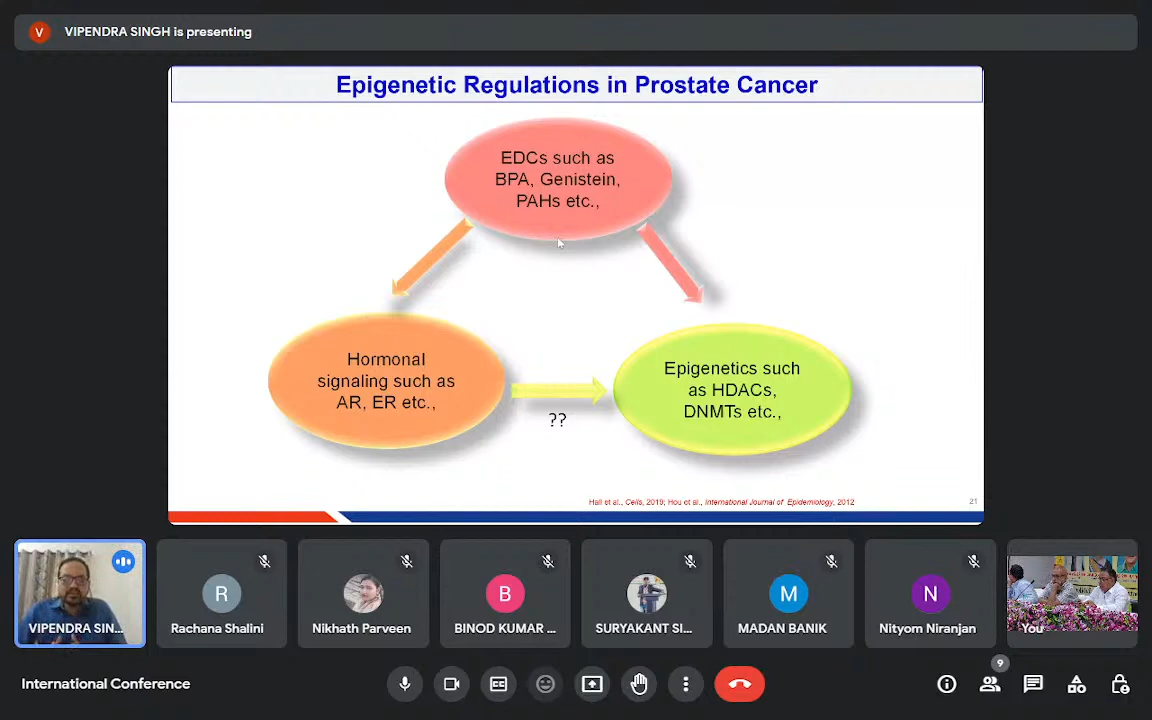 V
VIPENDRA SINGH is presenting
Epigenetic Regulations in Prostate Cancer
EDCs such as
BPA, Genistein,
PAHs etc.,
Hormonal
signaling such as
AR, ER etc.,
??
Epigenetics such
as HDACs,
DNMTs etc.,
Hall et al., Cells, 2019; Hou et al., International Journal of Epidemiology, 2012
21
VIPENDRA SIN...
R
Rachana Shalini
Nikhath Parveen
B
BINOD KUMAR ...
SURYAKANT SI...
M
MADAN BANIK
N
Nityom Niranjan
You
International Conference
CC
9